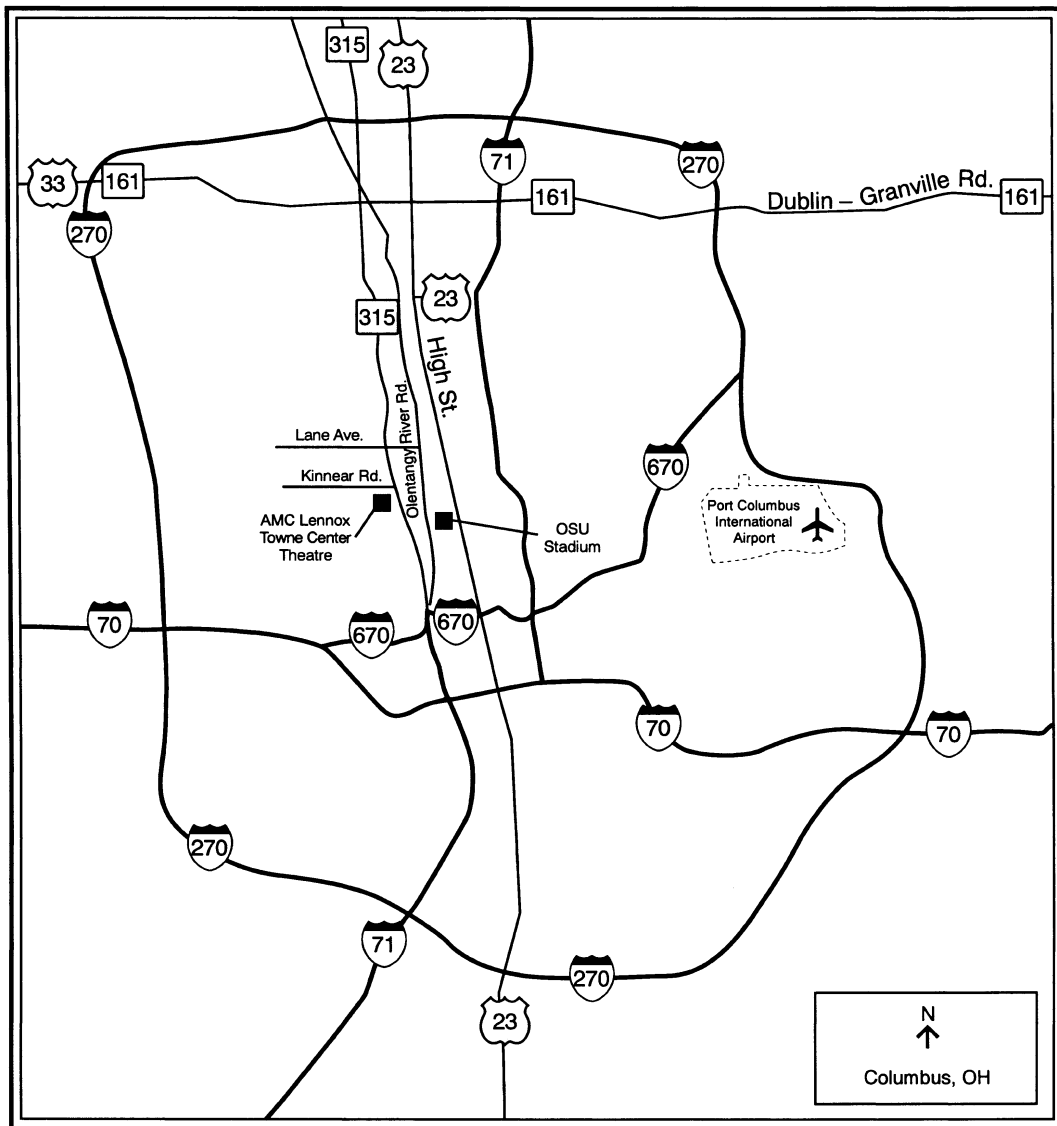 315
23
71
270
33
161
161
Dublin – Granville Rd.
161
270
23
315
High St.
Olentangy River Rd.
Lane Ave.
670
Kinnear Rd.
Port Columbus
International
Airport
AMC Lennox
Towne Center
Theatre
OSU
Stadium
70
670
670
70
70
270
71
270
23
N
Columbus, OH